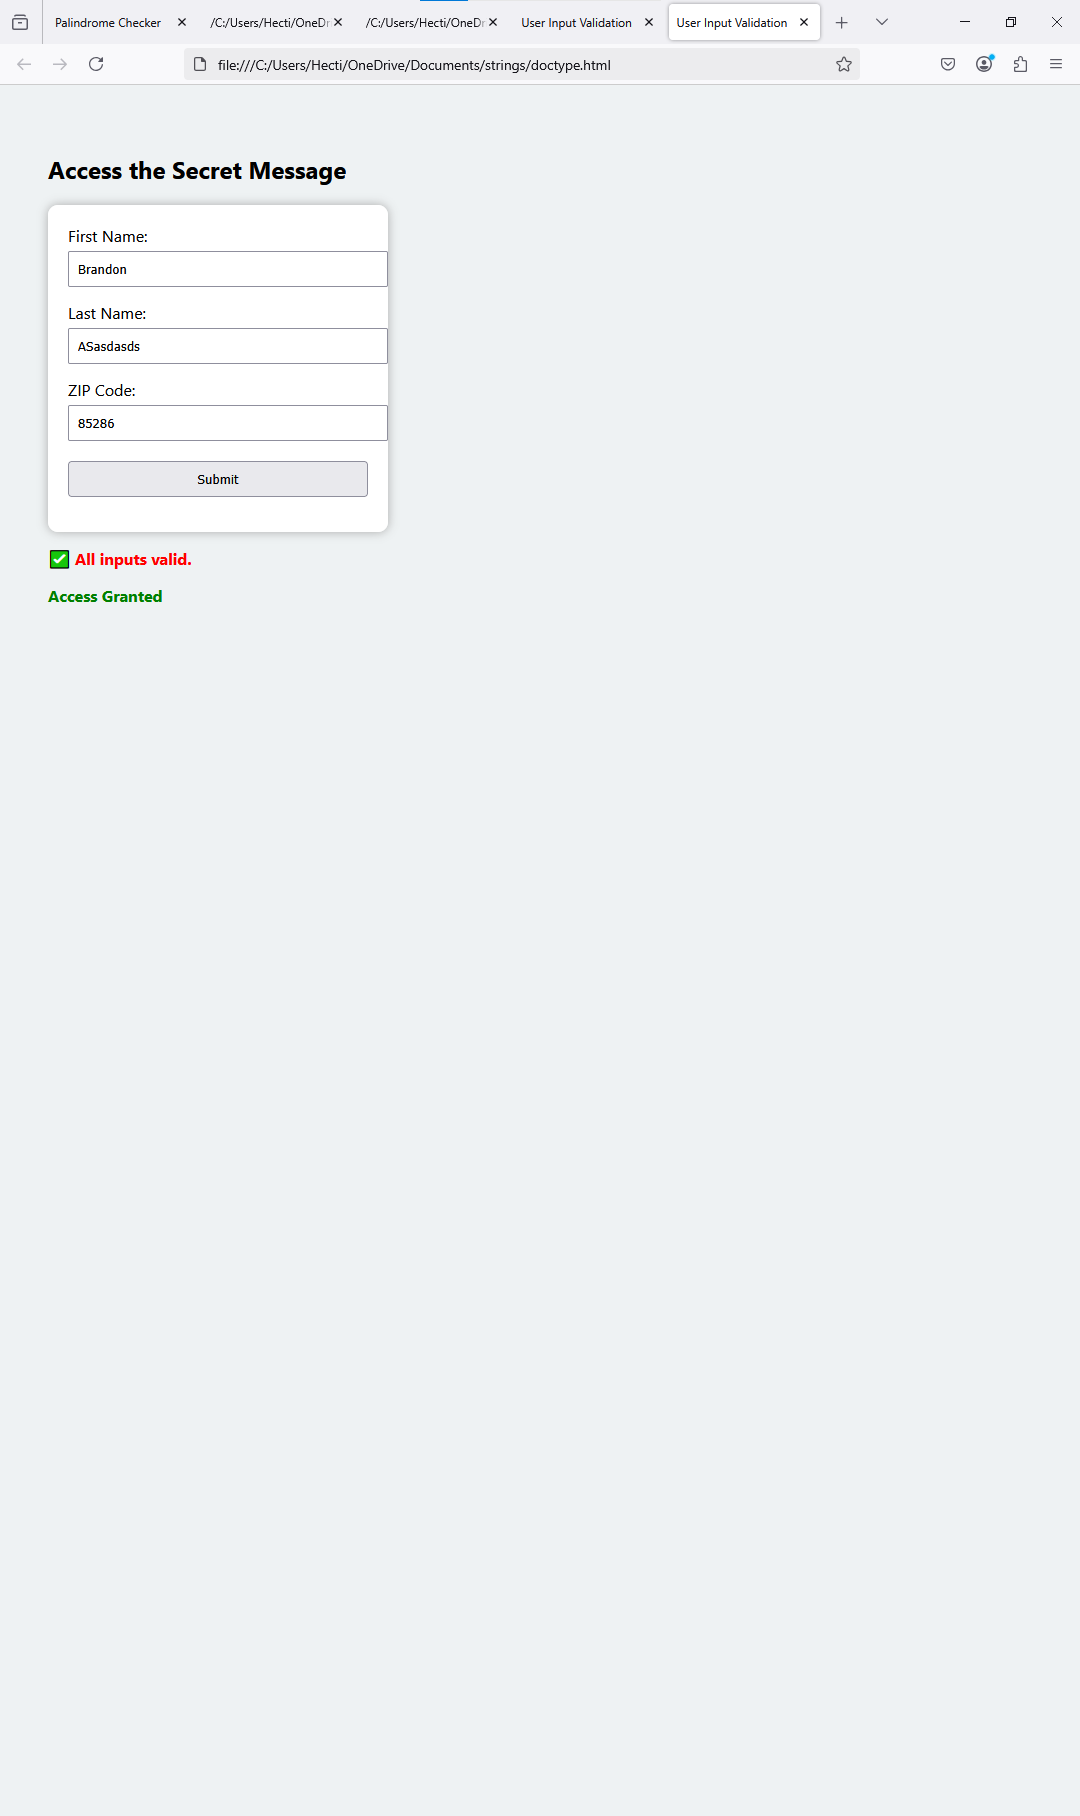 Palindrome Checker
/C:/Users/Hecti/OneDr
/C:/Users/Hecti/OneDr
User Input Validation
User Input Validation
file:///C:/Users/Hecti/OneDrive/Documents/strings/doctype.html
Access the Secret Message
First Name:
Brandon
Last Name:
ASasdasds
ZIP Code:
85286
Submit
✅ All inputs valid.
Access Granted